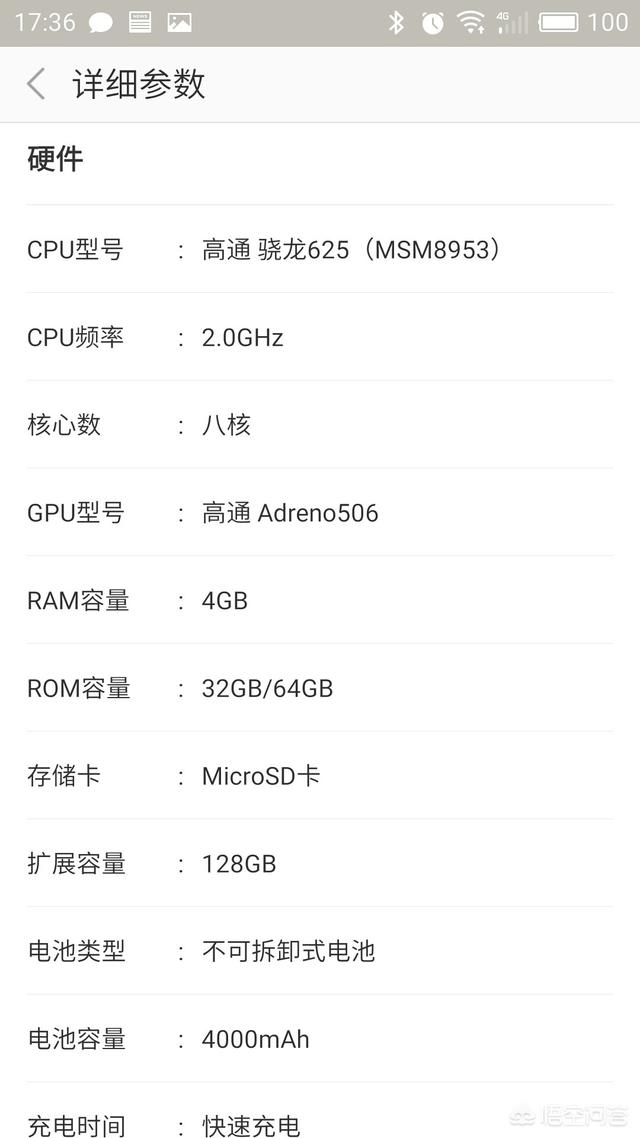 17:36 NEWS 4G 100
详细参数
硬件
CPU型号 : 高通 骁龙625（MSM8953）
CPU频率 : 2.0GHz
核心数 : 八核
GPU型号 : 高通 Adreno506
RAM容量 : 4GB
ROM容量 : 32GB/64GB
存储卡 : MicroSD卡
扩展容量 : 128GB
电池类型 : 不可拆卸式电池
电池容量 : 4000mAh
充电时间 : 快速充电
悟空问答